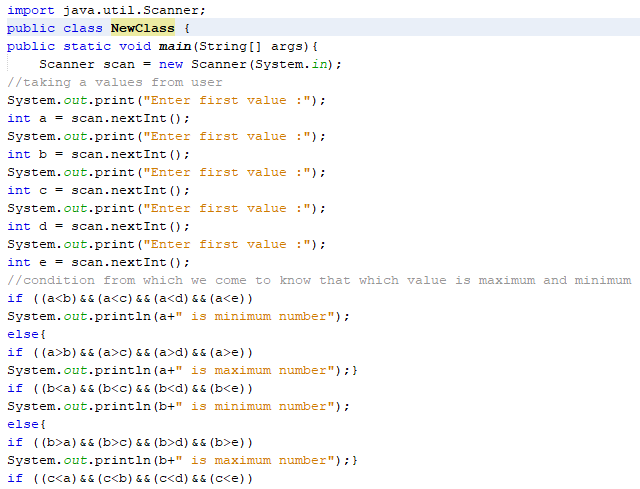 import java.util.Scanner;
public class NewClass {
public static void main(String[] args){
    Scanner scan = new Scanner(System.in);
//taking a values from user
System.out.print("Enter first value :");
int a = scan.nextInt();
System.out.print("Enter first value :");
int b = scan.nextInt();
System.out.print("Enter first value :");
int c = scan.nextInt();
System.out.print("Enter first value :");
int d = scan.nextInt();
System.out.print("Enter first value :");
int e = scan.nextInt();
//condition from which we come to know that which value is maximum and minimum
if ((a<b)&&(a<c)&&(a<d)&&(a<e))
System.out.println(a+" is minimum number");
else{
if ((a>b)&&(a>c)&&(a>d)&&(a>e))
System.out.println(a+" is maximum number");}
if ((b<a)&&(b<c)&&(b<d)&&(b<e))
System.out.println(b+" is minimum number");
else{
if ((b>a)&&(b>c)&&(b>d)&&(b>e))
System.out.println(b+" is maximum number");}
if ((c<a)&&(c<b)&&(c<d)&&(c<e))